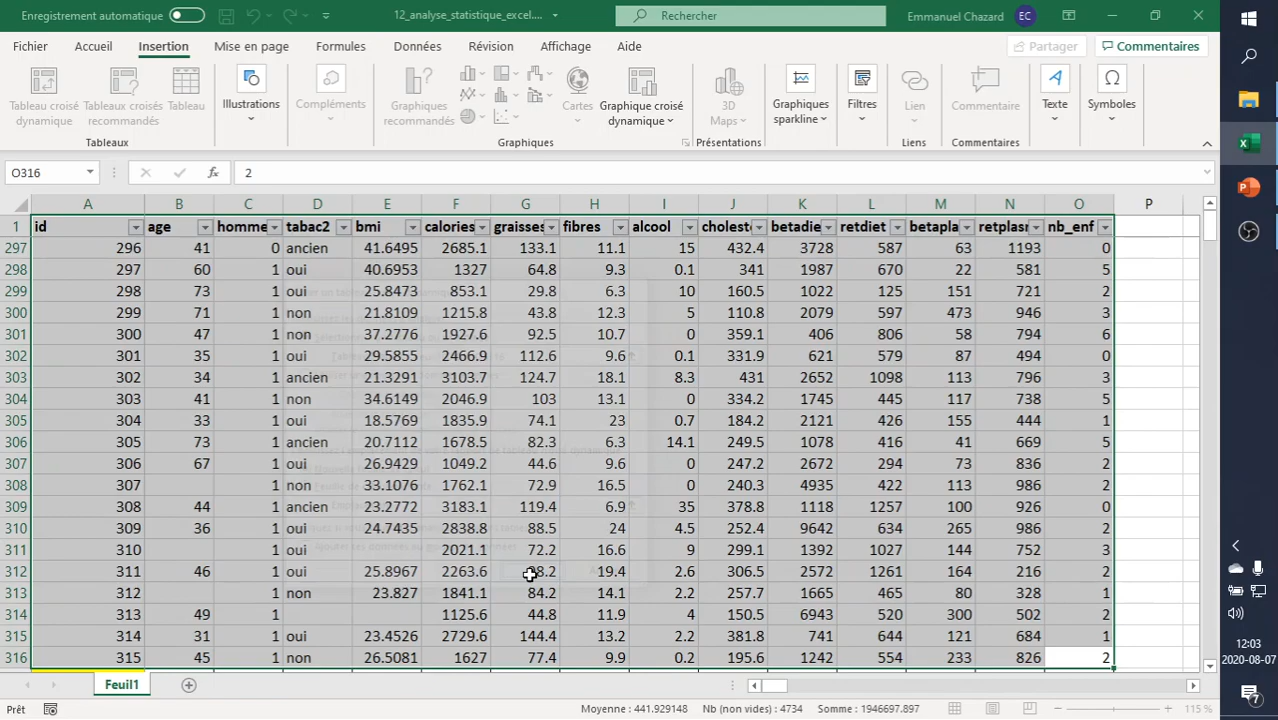 Enregistrement automatique 12_analyse_statistique_excel.... Rechercher Emmanuel Chazard EC
Fichier Accueil Insertion Mise en page Formules Données Révision Affichage Aide Partager Commentaires
Tableau croisé dynamique Tableaux croisés recommandés Tableau Illustrations Compléments Graphiques recommandés Cartes Graphique croisé dynamique 3D Maps Graphiques sparkline Filtres Lien Commentaire Texte Symboles
Tableaux Graphiques Présentations Liens Commentaires
O316 fx 2
A B C D E F G H I J K L M N O P
1 id age homme tabac2 bmi calories graisses fibres alcool cholest betadie retdiet betapla retplasm nb_enf
297 296 41 0 ancien 41.6495 2685.1 133.1 11.1 15 432.4 3728 587 63 1193 0
298 297 60 1 oui 40.6953 1327 64.8 9.3 0.1 341 1987 670 22 581 5
299 298 73 1 oui 25.8473 853.1 29.8 6.3 10 160.5 1022 125 151 721 2
300 299 71 1 non 21.8109 1215.8 43.8 12.3 5 110.8 2079 597 473 946 3
301 300 47 1 non 37.2776 1927.6 92.5 10.7 0 359.1 406 806 58 794 6
302 301 35 1 oui 29.5855 2466.9 112.6 9.6 0.1 331.9 621 579 87 494 0
303 302 34 1 ancien 21.3291 3103.7 124.7 18.1 8.3 431 2652 1098 113 796 3
304 303 41 1 non 34.6149 2046.9 103 13.1 0 334.2 1745 445 117 738 5
305 304 33 1 oui 18.5769 1835.9 74.1 23 0.7 184.2 2121 426 155 444 1
306 305 73 1 ancien 20.7112 1678.5 82.3 6.3 14.1 249.5 1078 416 41 669 5
307 306 67 1 oui 26.9429 1049.2 44.6 9.6 0 247.2 2672 294 73 836 2
308 307 1 non 33.1076 1762.1 72.9 16.5 0 240.3 4935 422 113 986 2
309 308 44 1 ancien 23.2772 3183.1 119.4 6.9 35 378.8 1118 1257 100 926 0
310 309 36 1 oui 24.7435 2838.8 88.5 24 4.5 252.4 9642 634 265 986 2
311 310 1 oui 2021.1 72.2 16.6 9 299.1 1392 1027 144 752 3
312 311 46 1 oui 25.8967 2263.6 19.4 2.6 306.5 2572 1261 164 216 2
313 312 1 non 23.827 1841.1 84.2 14.1 2.2 257.7 1665 465 80 328 1
314 313 49 1 1125.6 44.8 11.9 4 150.5 6943 520 300 502 2
315 314 31 1 oui 23.4526 2729.6 144.4 13.2 2.2 381.8 741 644 121 684 1
316 315 45 1 non 26.5081 1627 77.4 9.9 0.2 195.6 1242 554 233 826 2
Feuil1
Prêt Moyenne : 441.929148 Nb (non vides) : 4734 Somme : 1946697.897 115 %
12:03
2020-08-07
7